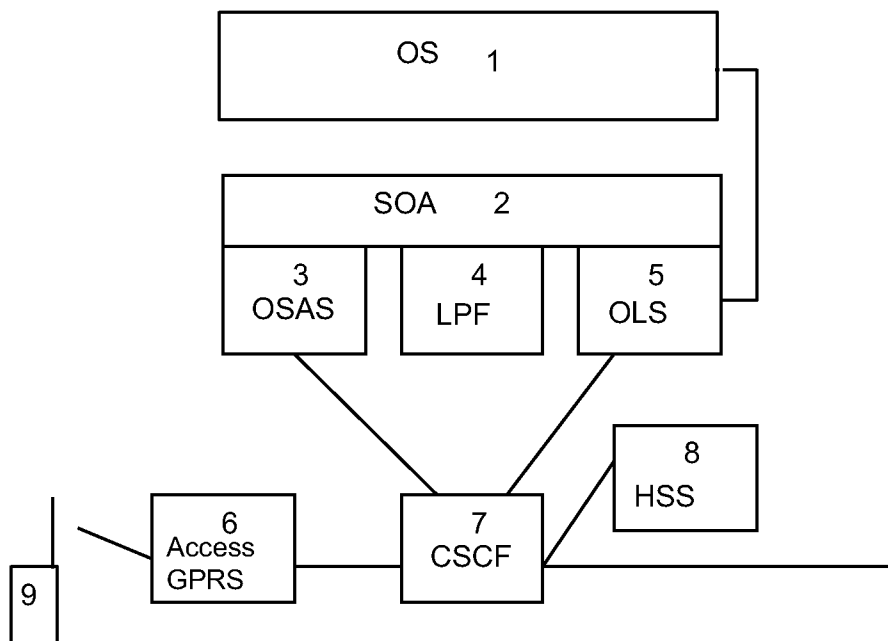 OS 1
SOA 2
3
OSAS
4
LPF
5
OLS
8
HSS
6
Access
GPRS
7
CSCF
9